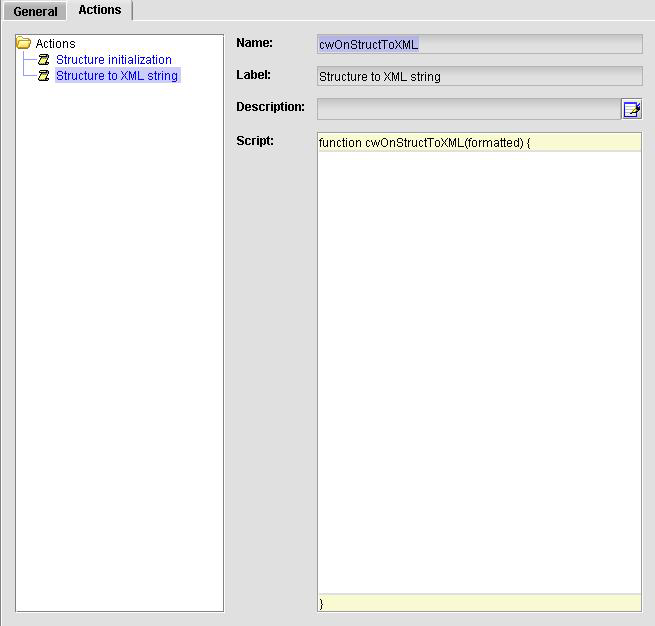 General Actions
Actions
Structure initialization
Structure to XML string
Name: cwOnStructToXML
Label: Structure to XML string
Description:
Script: function cwOnStructToXML(formatted) {
}